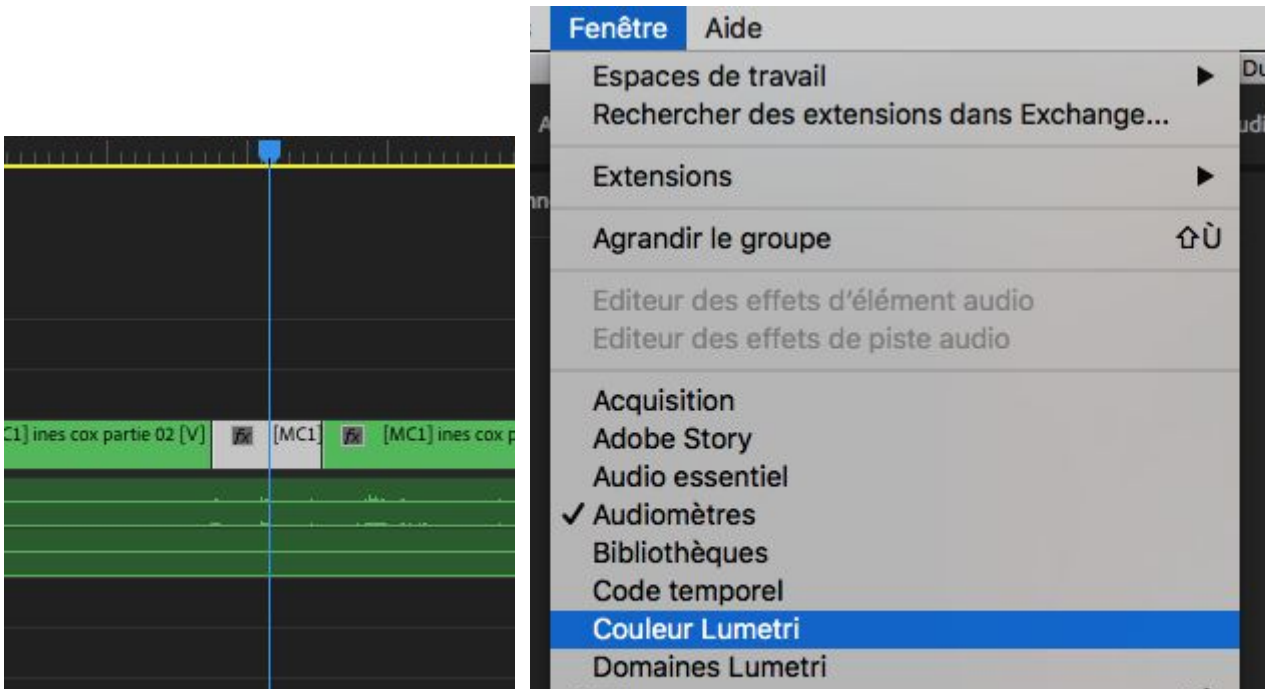 Fenêtre Aide
Espaces de travail
Rechercher des extensions dans Exchange...
Extensions
Agrandir le groupe ⇧Ù
Editeur des effets d'élément audio
Editeur des effets de piste audio
Acquisition
Adobe Story
Audio essentiel
✓ Audiomètres
Bibliothèques
Code temporel
Couleur Lumetri
Domaines Lumetri
C1] ines cox partie 02 [V] fx [MC1] fx [MC1] ines cox p